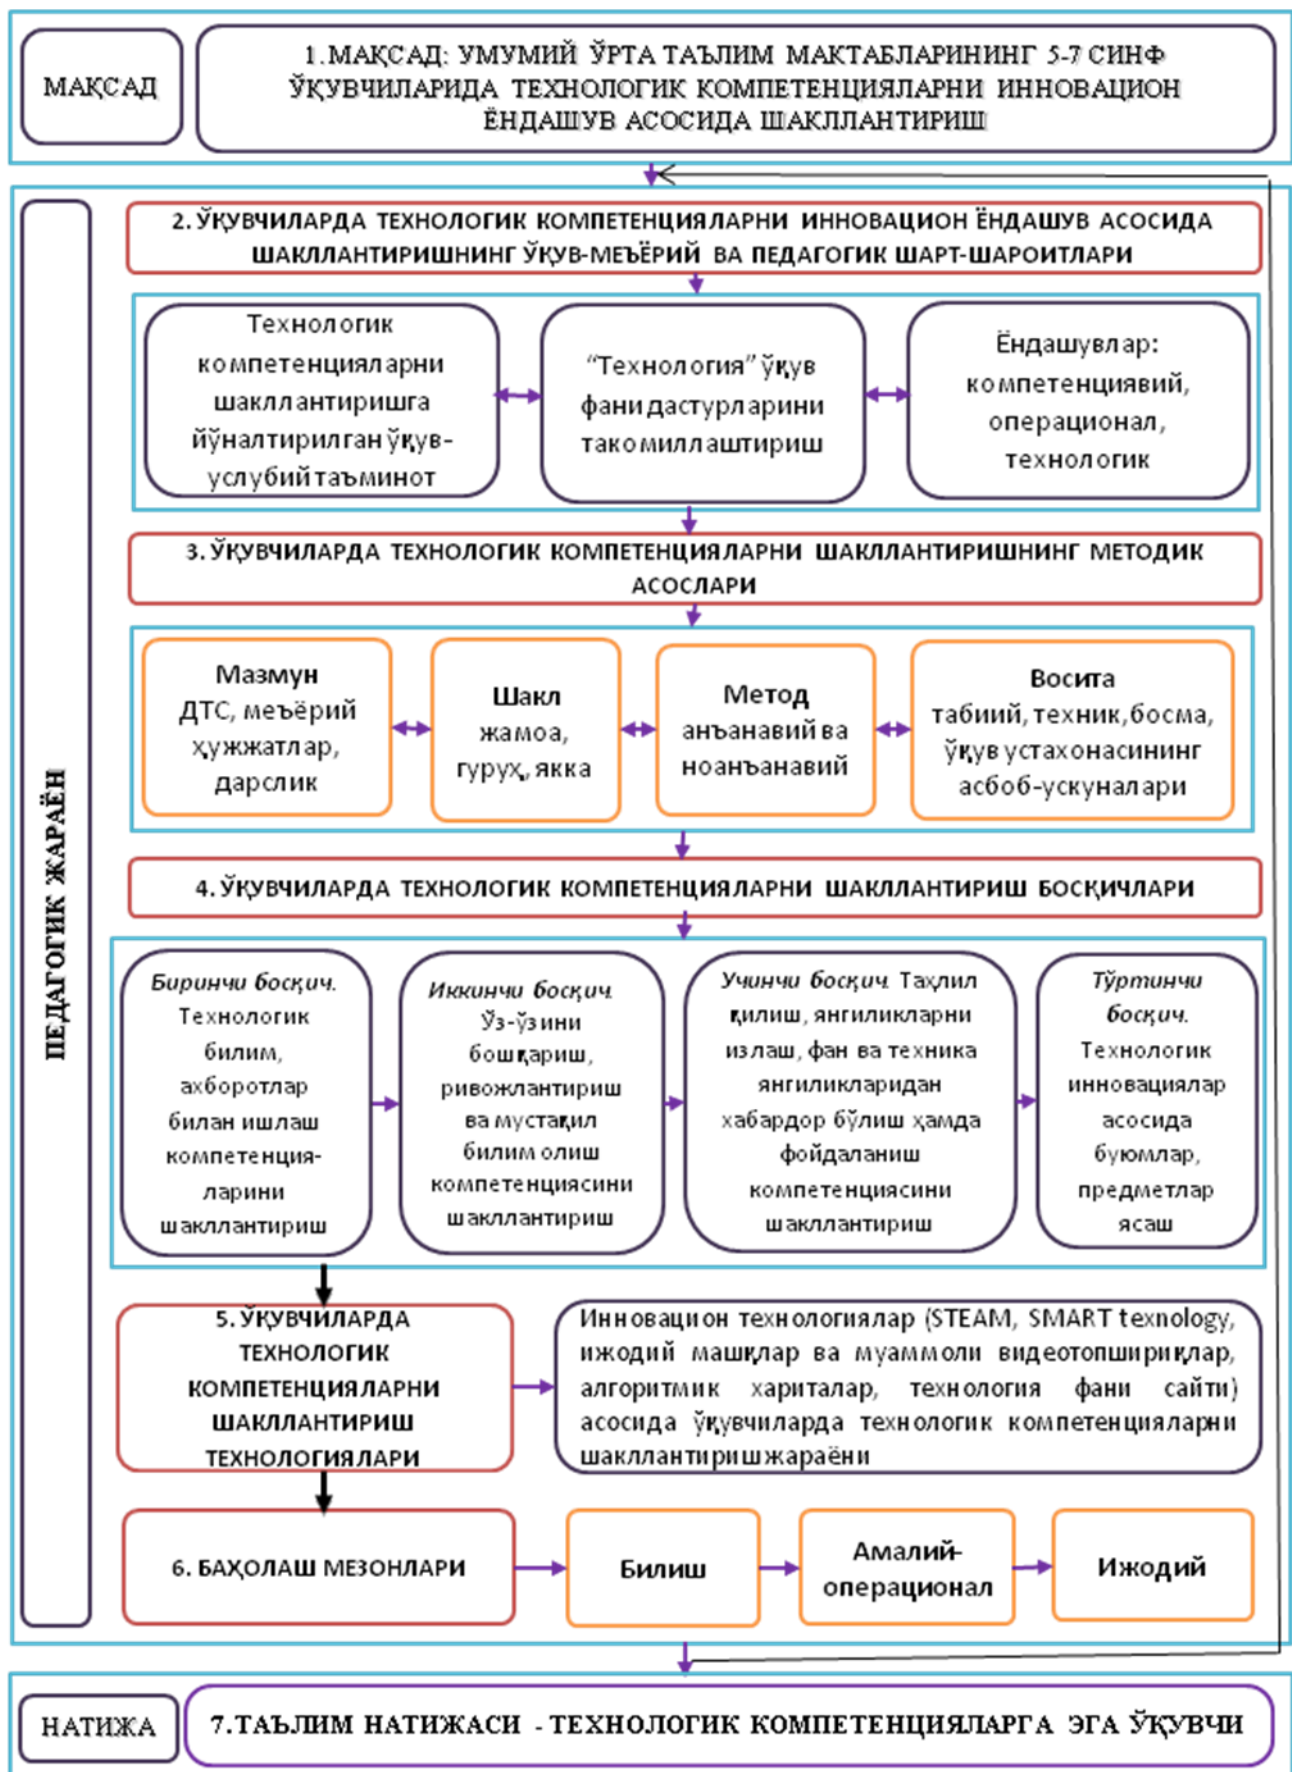 МАҚСАД
1. МАҚСАД: УМУМИЙ ЎРТА ТАЪЛИМ МАКТАБЛАРИНИНГ 5-7 СИНФ
ЎҚУВЧИЛАРИДА ТЕХНОЛОГИК КОМПЕТЕНЦИЯЛАРНИ ИННОВАЦИОН
ЁНДАШУВ АСОСИДА ШАКЛЛАНТИРИШ
ПЕДАГОГИК ЖАРАЁН
2. ЎҚУВЧИЛАРДА ТЕХНОЛОГИК КОМПЕТЕНЦИЯЛАРНИ ИННОВАЦИОН ЁНДАШУВ АСОСИДА
ШАКЛЛАНТИРИШНИНГ ЎҚУВ-МЕЪЁРИЙ ВА ПЕДАГОГИК ШАРТ-ШАРОИТЛАРИ
Технологик
компетенцияларни
шакллантиришга
йўналтирилган ўқув-
услубий таъминот
“Технология” ўқув
фани дастурларини
такомиллаштириш
Ёндашувлар:
компетенциявий,
операционал,
технологик
3. ЎҚУВЧИЛАРДА ТЕХНОЛОГИК КОМПЕТЕНЦИЯЛАРНИ ШАКЛЛАНТИРИШНИНГ МЕТОДИК
АСОСЛАРИ
Мазмун
ДТС, меъёрий
ҳужжатлар,
дарслик
Шакл
жамоа,
гуруҳ, якка
Метод
анъанавий ва
ноанъанавий
Восита
табиий, техник, босма,
ўқув устахонасининг
асбоб-ускуналари
4. ЎҚУВЧИЛАРДА ТЕХНОЛОГИК КОМПЕТЕНЦИЯЛАРНИ ШАКЛЛАНТИРИШ БОСҚИЧЛАРИ
Биринчи босқич.
Технологик
билим,
ахборотлар
билан ишлаш
компетенция-
ларини
шакллантириш
Иккинчи босқич.
Ўз-ўзини
бошқариш,
ривожлантириш
ва мустақил
билим олиш
компетенциясини
шакллантириш
Учинчи босқич. Таҳлил
қилиш, янгиликларни
излаш, фан ва техника
янгиликларидан
хабардор бўлиш ҳамда
фойдаланиш
компетенциясини
шакллантириш
Тўртинчи
босқич.
Технологик
инновациялар
асосида
буюмлар,
предметлар
ясаш
5. ЎҚУВЧИЛАРДА
ТЕХНОЛОГИК
КОМПЕТЕНЦИЯЛАРНИ
ШАКЛЛАНТИРИШ
ТЕХНОЛОГИЯЛАРИ
Инновацион технологиялар (STEAM, SMART texnology,
ижодий машқлар ва муаммоли видеотопшириқлар,
алгоритмик хариталар, технология фани сайти)
асосида ўқувчиларда технологик компетенцияларни
шакллантириш жараёни
6. БАҲОЛАШ МЕЗОНЛАРИ
Билиш
Амалий-
операционал
Ижодий
НАТИЖА
7. ТАЪЛИМ НАТИЖАСИ - ТЕХНОЛОГИК КОМПЕТЕНЦИЯЛАРГА ЭГА ЎҚУВЧИ